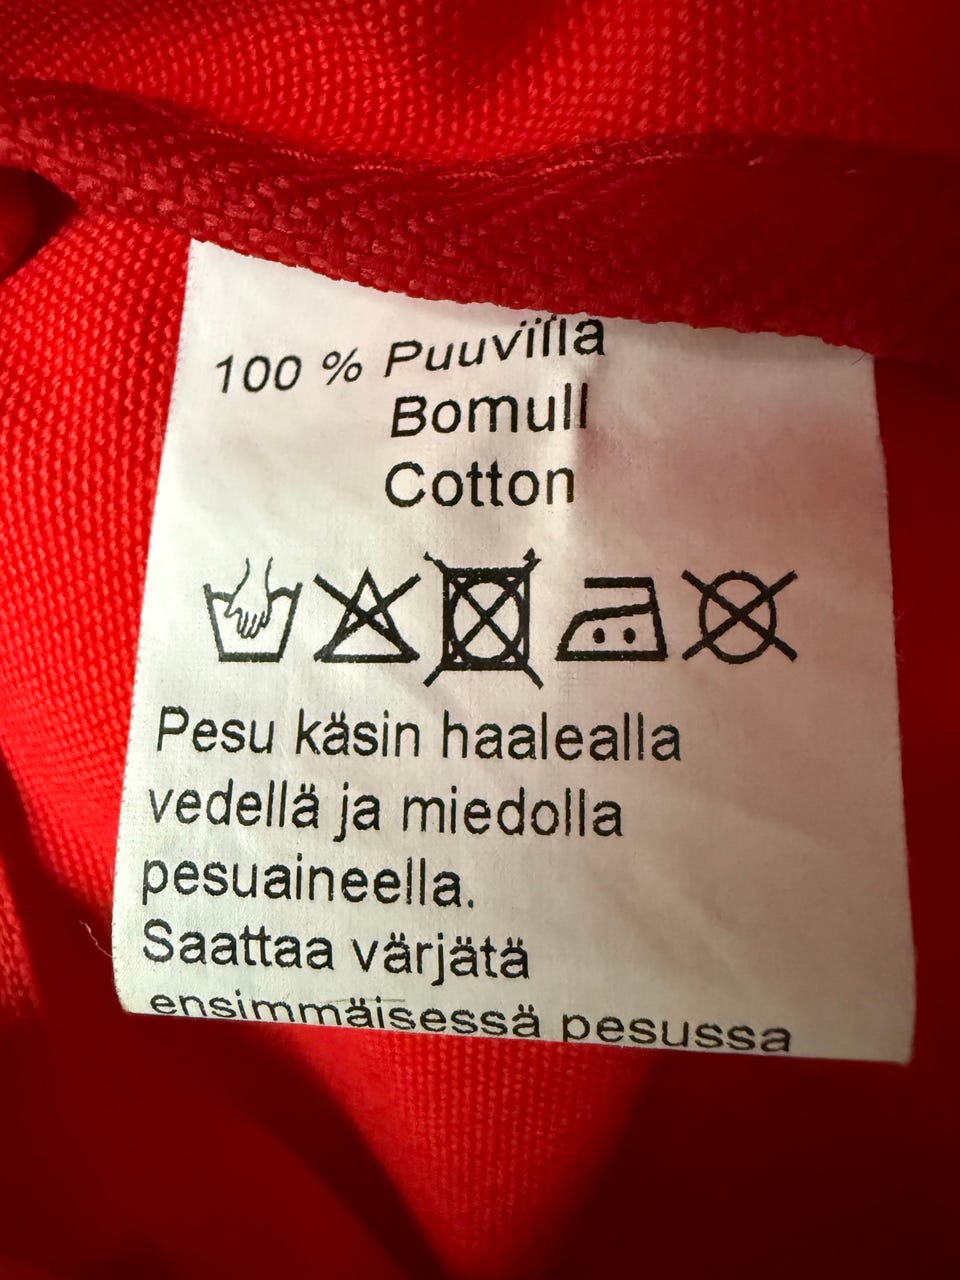 100 % Puuvilla
Bomull
Cotton
Pesu käsin haalealla
vedellä ja miedolla
pesuaineella.
Saattaa värjätä
ensimmäisessä pesussa